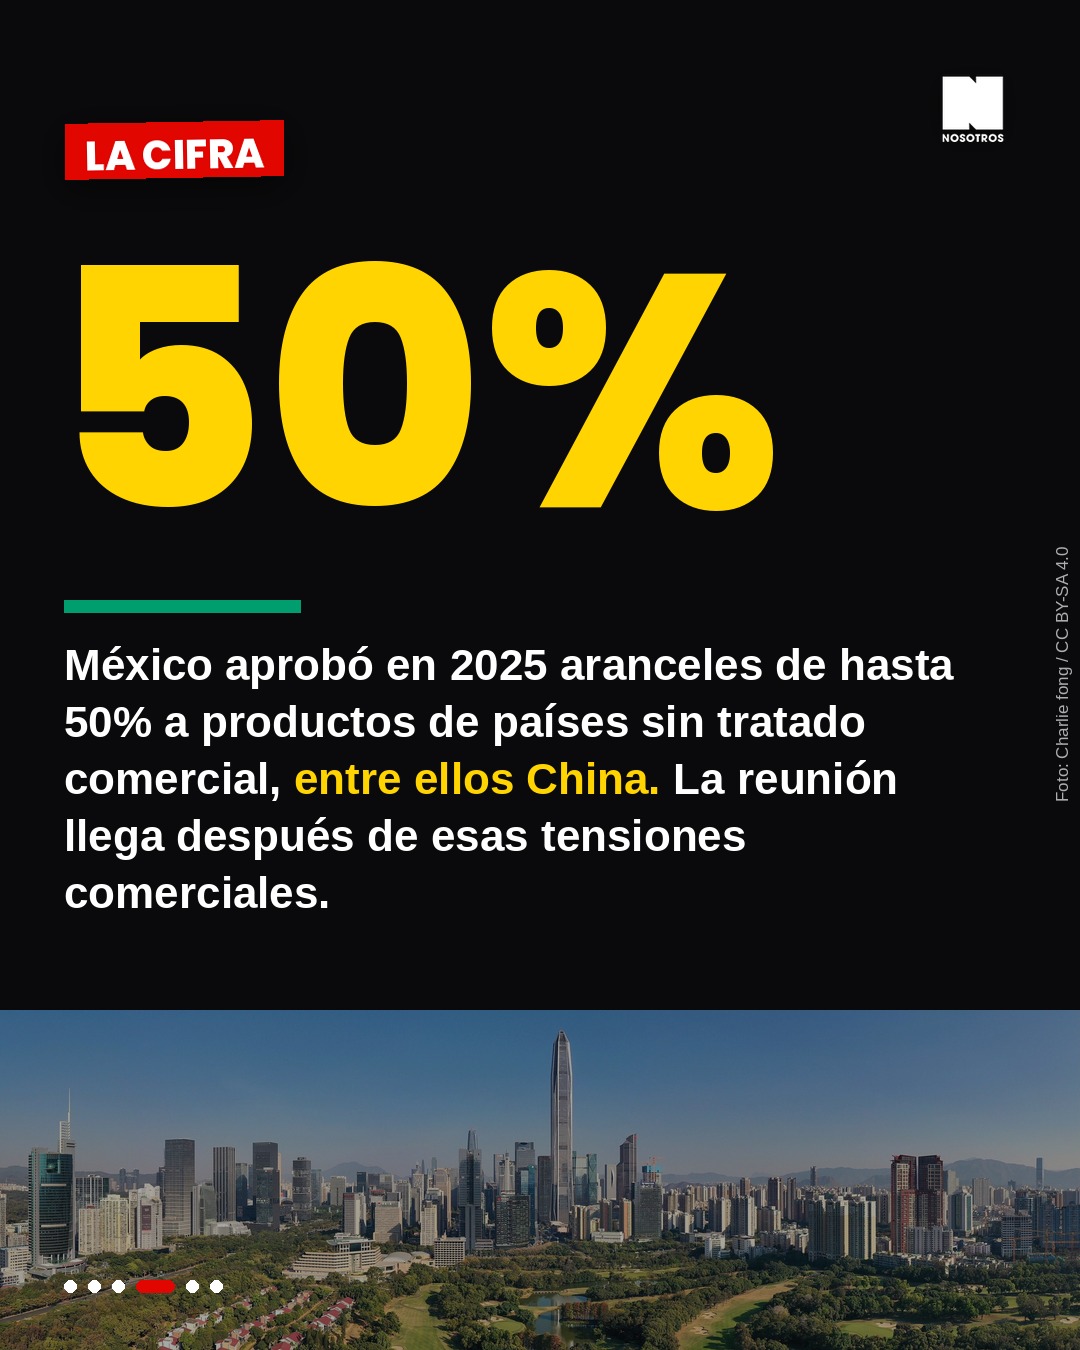 LA CIFRA
NOSOTROS
50%
México aprobó en 2025 aranceles de hasta
50% a productos de países sin tratado
comercial, entre ellos China. La reunión
llega después de esas tensiones
comerciales.
Foto: Charlie fong / CC BY-SA 4.0